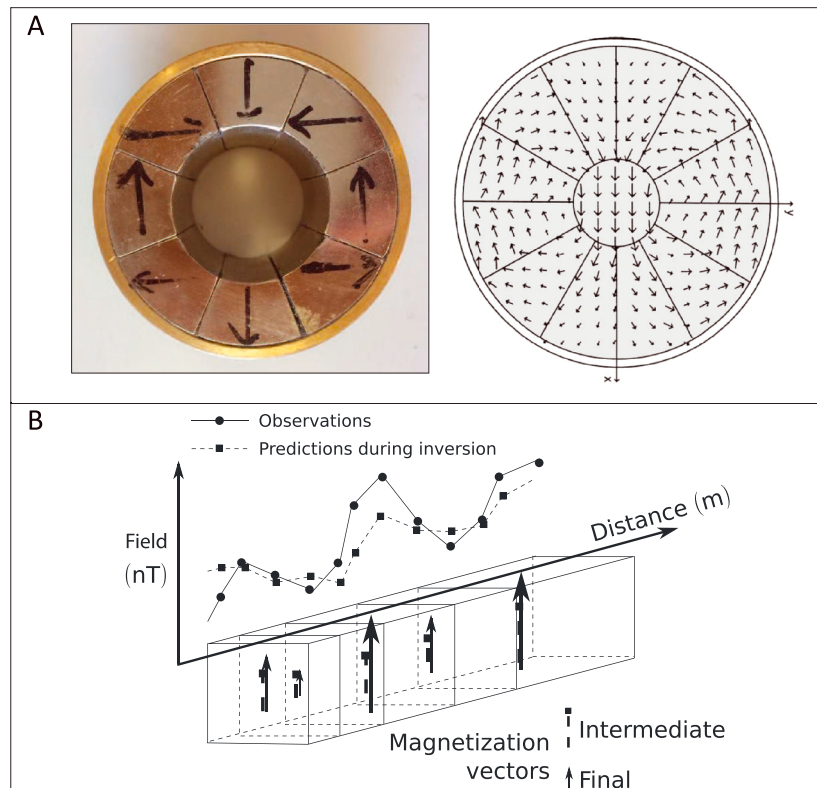 A
y
x
B
Observations
Predictions during inversion
Field
(nT)
Distance (m)
Magnetization
vectors
Intermediate
Final